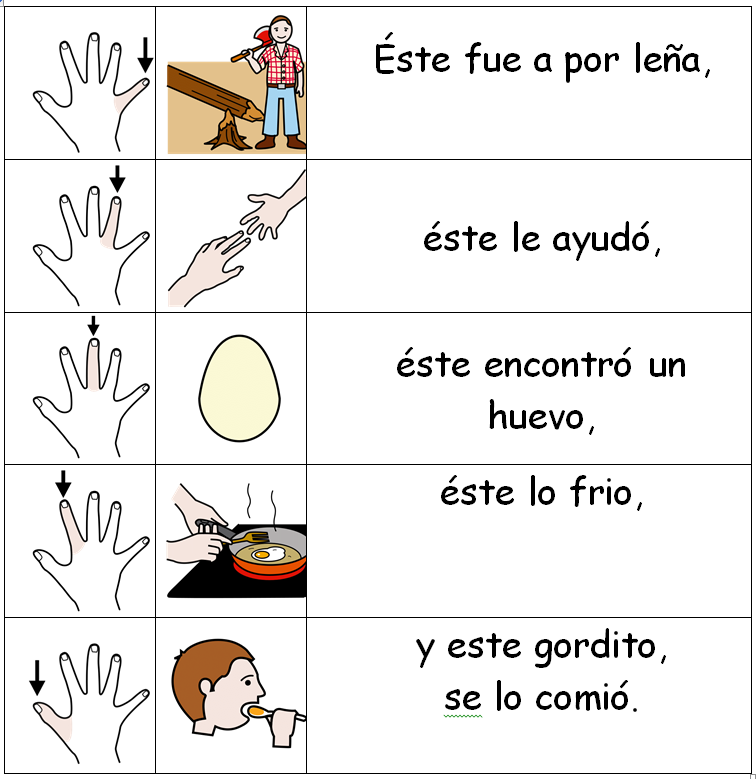 Éste fue a por leña,
éste le ayudó,
éste encontró un
huevo,
éste lo frio,
y este gordito,
se lo comió.